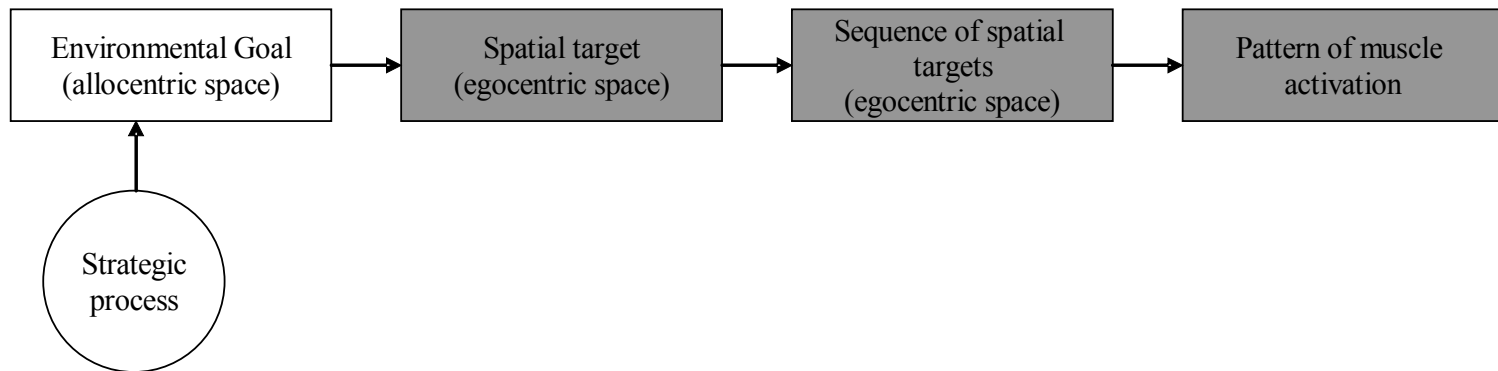 Environmental Goal
(allocentric space)
Spatial target
(egocentric space)
Sequence of spatial
targets
(egocentric space)
Pattern of muscle
activation
Strategic
process